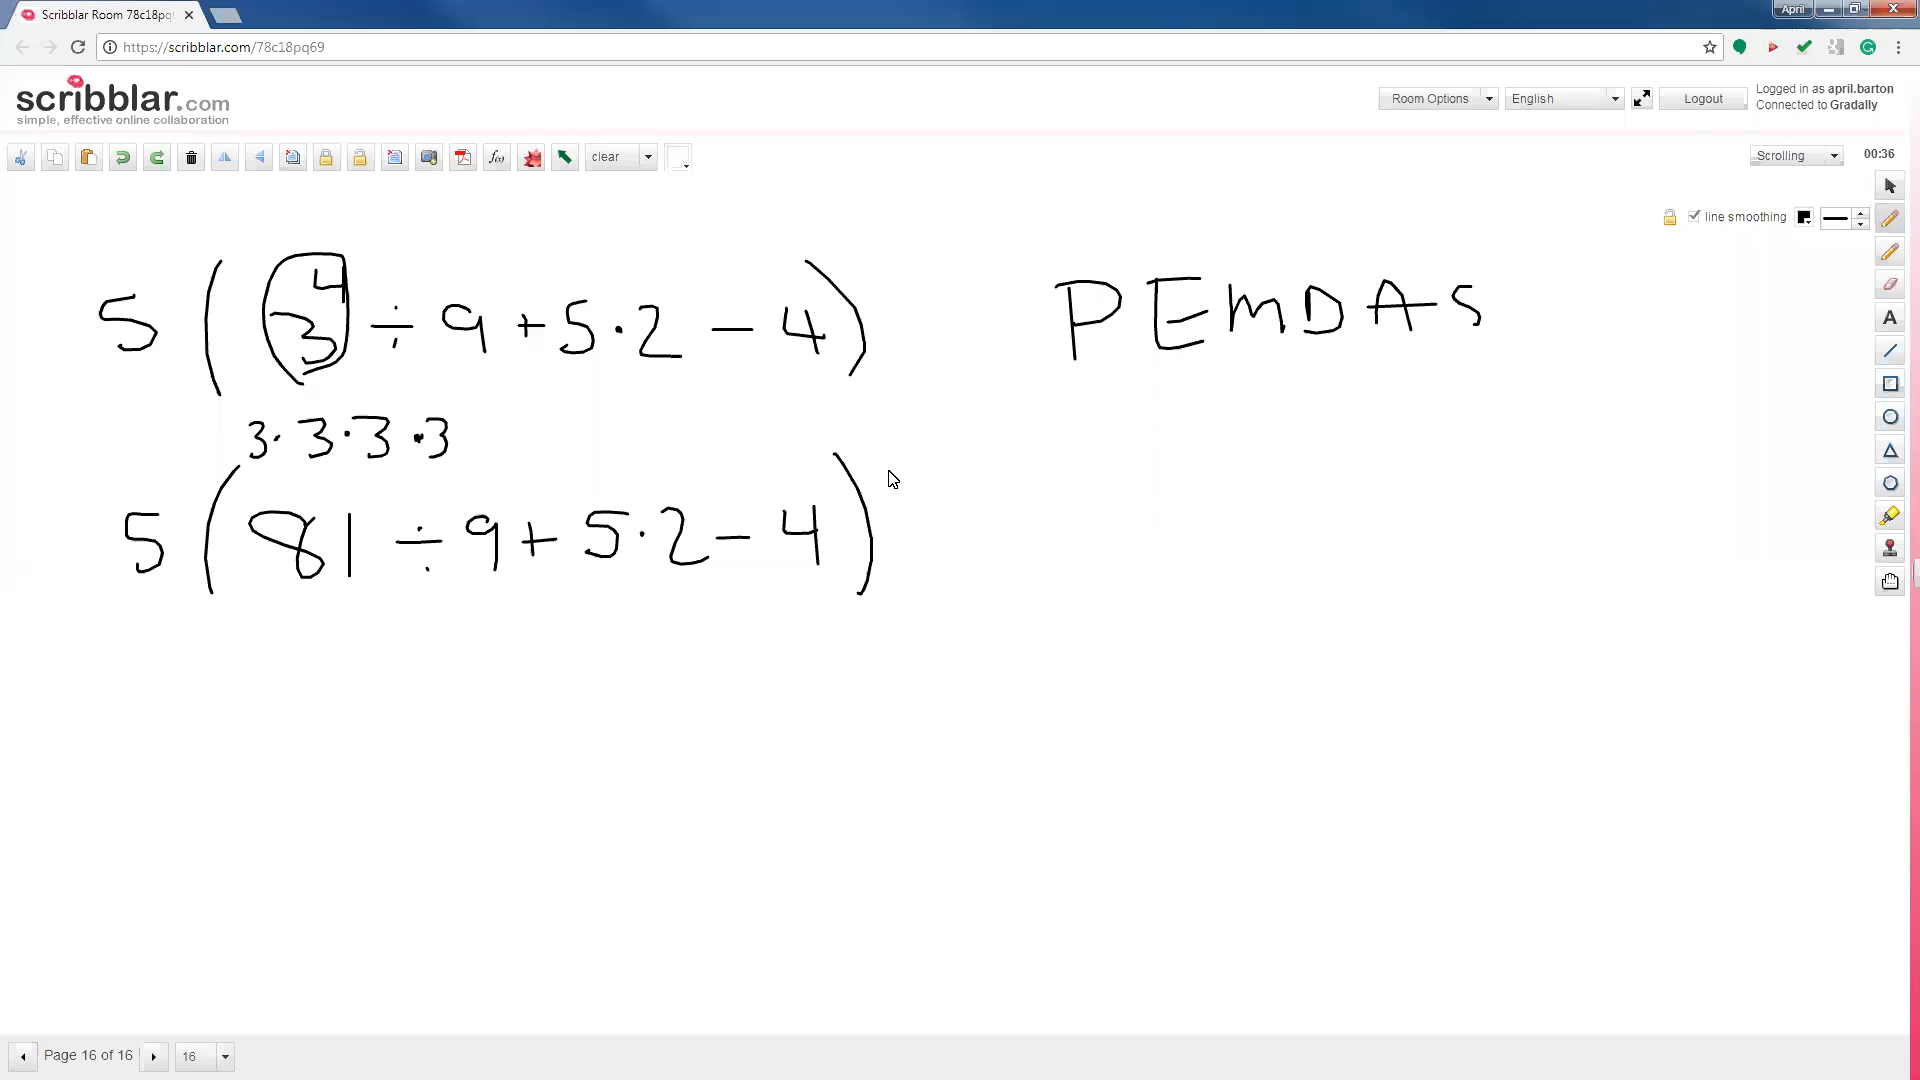 Scribblar Room 78c18pq
April
https://scribblar.com/78c18pq69
scribblar.com
simple, effective online collaboration
Room Options
English
Logout
Logged in as april.barton
Connected to Gradally
clear
Scrolling
00:36
line smoothing
5 ( 3⁴ ÷ 9 + 5 · 2 − 4 )
PEMDAS
3 · 3 · 3 · 3
5 ( 81 ÷ 9 + 5 · 2 − 4 )
Page 16 of 16
16